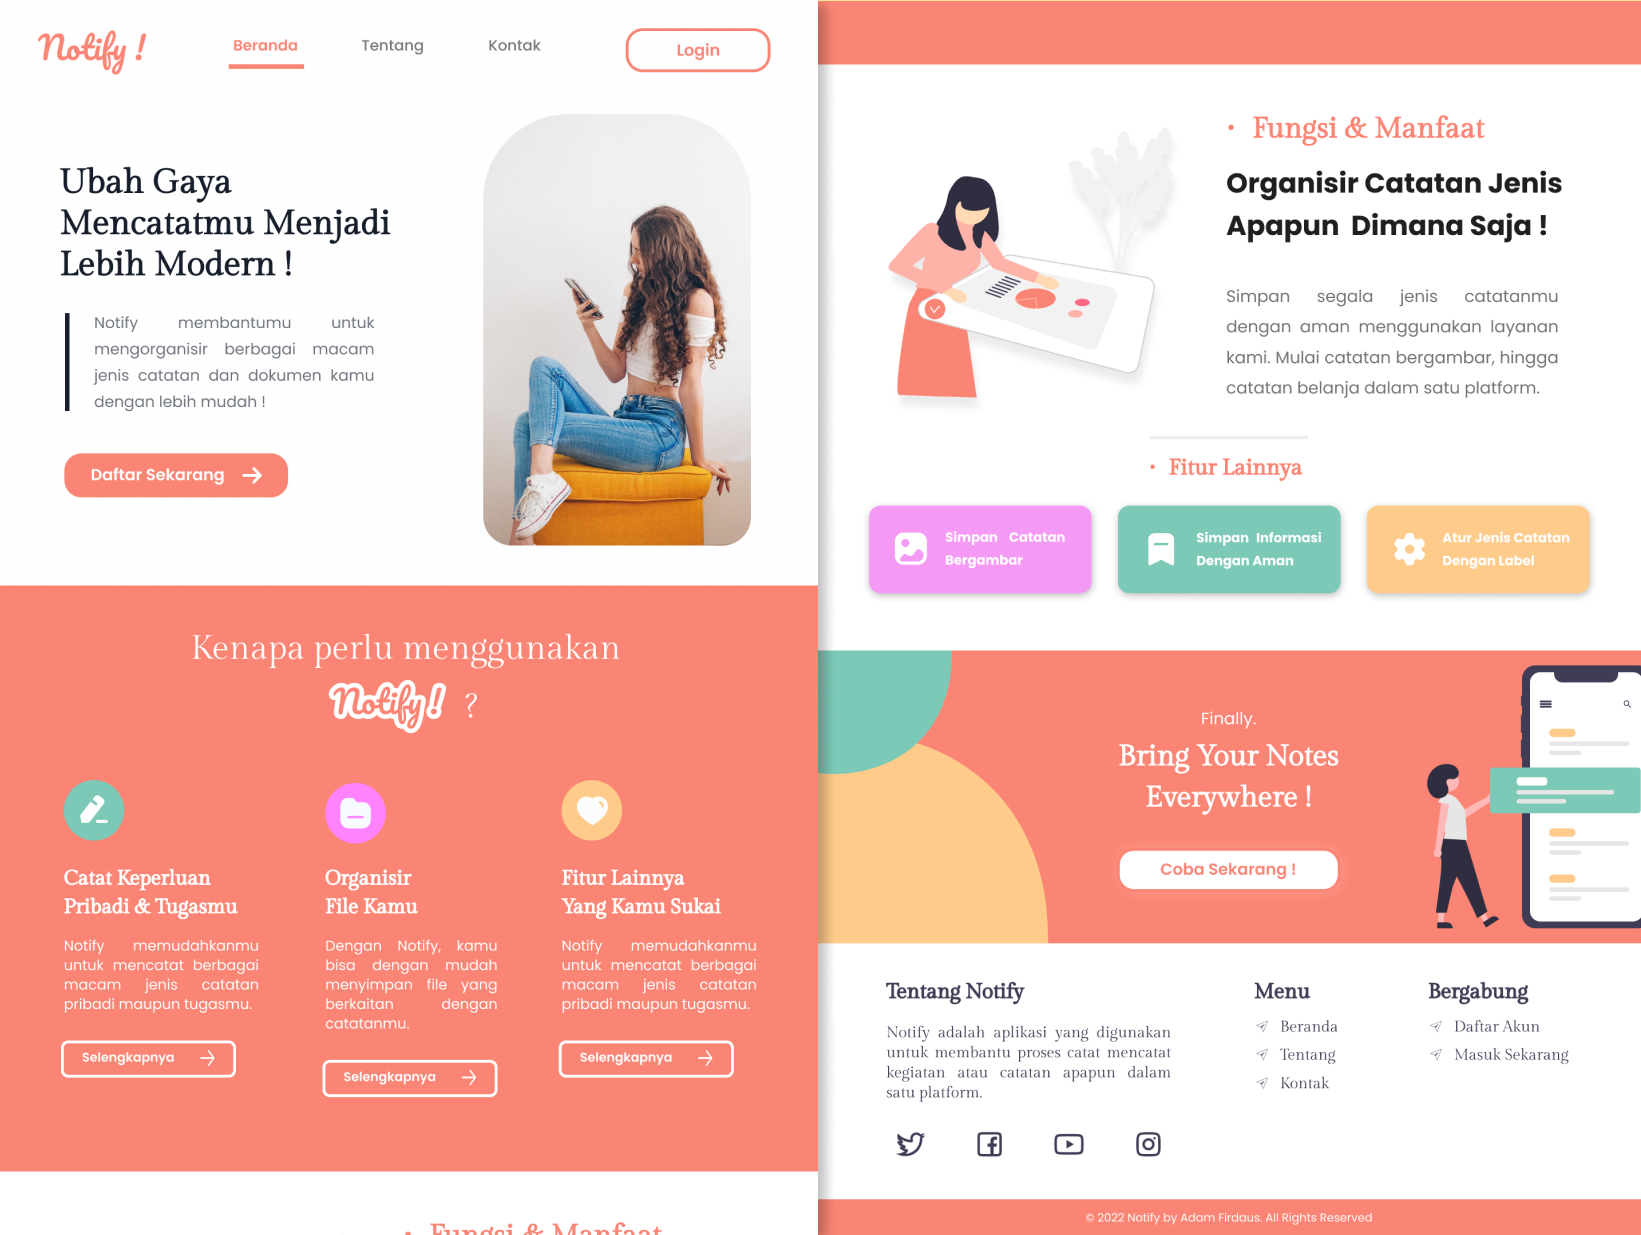 Notify !
Beranda
Tentang
Kontak
Login
Ubah Gaya
Mencatatmu Menjadi
Lebih Modern !
Notify membantumu untuk
mengorganisir berbagai macam
jenis catatan dan dokumen kamu
dengan lebih mudah !
Daftar Sekarang
Kenapa perlu menggunakan
Notify! ?
Catat Keperluan
Pribadi & Tugasmu
Notify memudahkanmu
untuk mencatat berbagai
macam jenis catatan
pribadi maupun tugasmu.
Selengkapnya
Organisir
File Kamu
Dengan Notify, kamu
bisa dengan mudah
menyimpan file yang
berkaitan dengan
catatanmu.
Selengkapnya
Fitur Lainnya
Yang Kamu Sukai
Notify memudahkanmu
untuk mencatat berbagai
macam jenis catatan
pribadi maupun tugasmu.
Selengkapnya
• Fungsi & Manfaat
• Fungsi & Manfaat
Organisir Catatan Jenis
Apapun Dimana Saja !
Simpan segala jenis catatanmu
dengan aman menggunakan layanan
kami. Mulai catatan bergambar, hingga
catatan belanja dalam satu platform.
• Fitur Lainnya
Simpan Catatan
Bergambar
Simpan Informasi
Dengan Aman
Atur Jenis Catatan
Dengan Label
Finally.
Bring Your Notes
Everywhere !
Coba Sekarang !
Tentang Notify
Notify adalah aplikasi yang digunakan
untuk membantu proses catat mencatat
kegiatan atau catatan apapun dalam
satu platform.
Menu
Beranda
Tentang
Kontak
Bergabung
Daftar Akun
Masuk Sekarang
© 2022 Notify by Adam Firdaus. All Rights Reserved